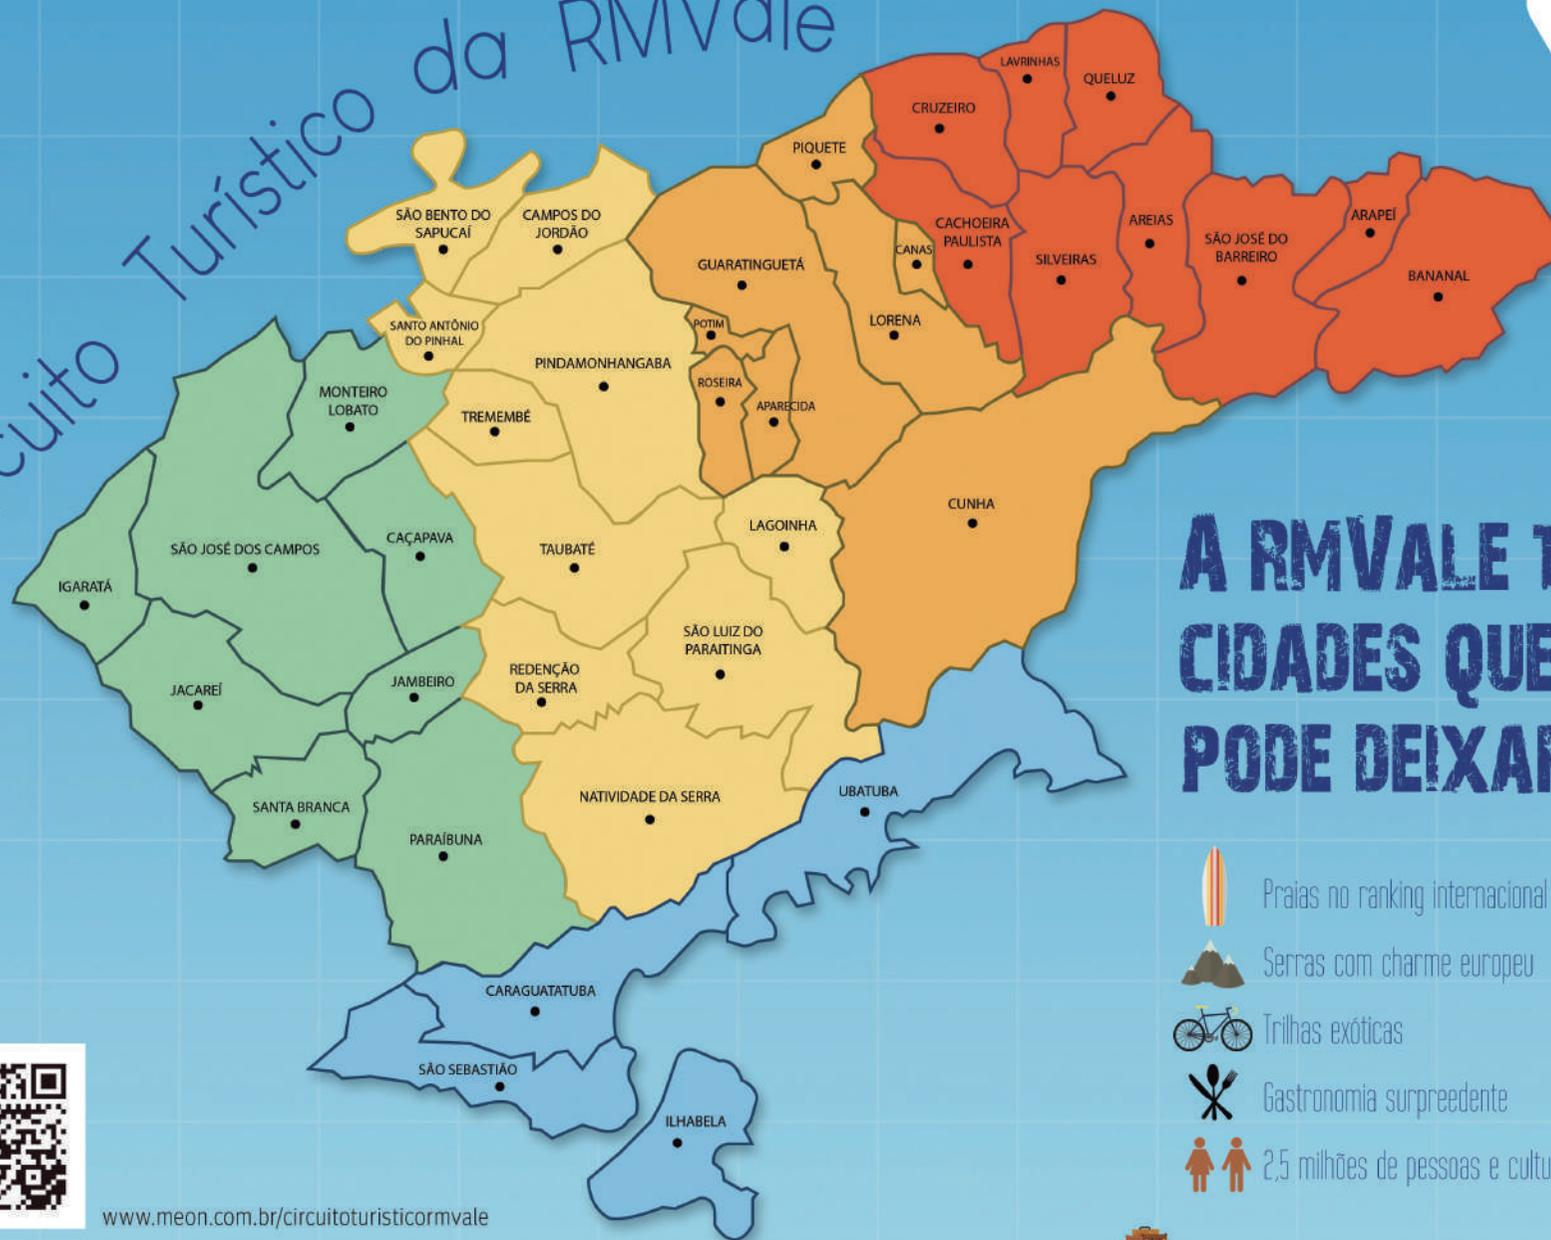 cuito Turístico da RMVale
LAVRINHAS
QUELUZ
CRUZEIRO
PIQUETE
SÃO BENTO DO
SAPUCAÍ
CAMPOS DO
JORDÃO
CACHOEIRA
PAULISTA
AREIAS
ARAPEÍ
SÃO JOSÉ DO
BARREIRO
CANAS
SILVEIRAS
GUARATINGUETÁ
BANANAL
SANTO ANTÔNIO
DO PINHAL
POTIM
LORENA
PINDAMONHANGABA
ROSEIRA
MONTEIRO
LOBATO
APARECIDA
TREMEMBÉ
CUNHA
LAGOINHA
CAÇAPAVA
SÃO JOSÉ DOS CAMPOS
TAUBATÉ
IGARATÁ
SÃO LUIZ DO
PARAITINGA
REDENÇÃO
DA SERRA
JAMBEIRO
JACAREÍ
NATIVIDADE DA SERRA
UBATUBA
SANTA BRANCA
PARAÍBUNA
CARAGUATATUBA
SÃO SEBASTIÃO
ILHABELA
A RMVALE T
CIDADES QUE
PODE DEIXAR
Praias no ranking internacional
Serras com charme europeu
Trilhas exóticas
Gastronomia surpreedente
2,5 milhões de pessoas e cultu
www.meon.com.br/circuitoturisticormvale